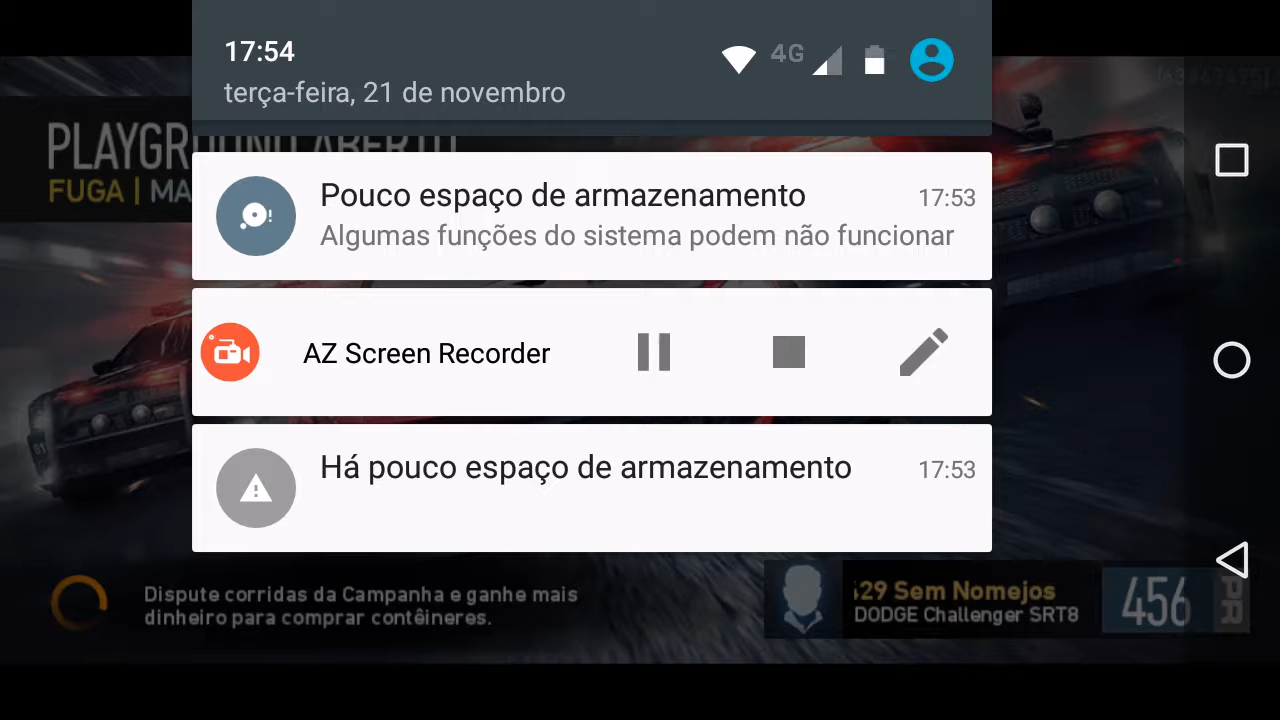 17:54
4G
terça-feira, 21 de novembro
PLAYGROUND ABERTO
FUGA | MA
Pouco espaço de armazenamento 17:53
Algumas funções do sistema podem não funcionar
AZ Screen Recorder
Há pouco espaço de armazenamento 17:53
Dispute corridas da Campanha e ganhe mais
dinheiro para comprar contêineres.
29 Sem Nomejos
DODGE Challenger SRT8
456 PR